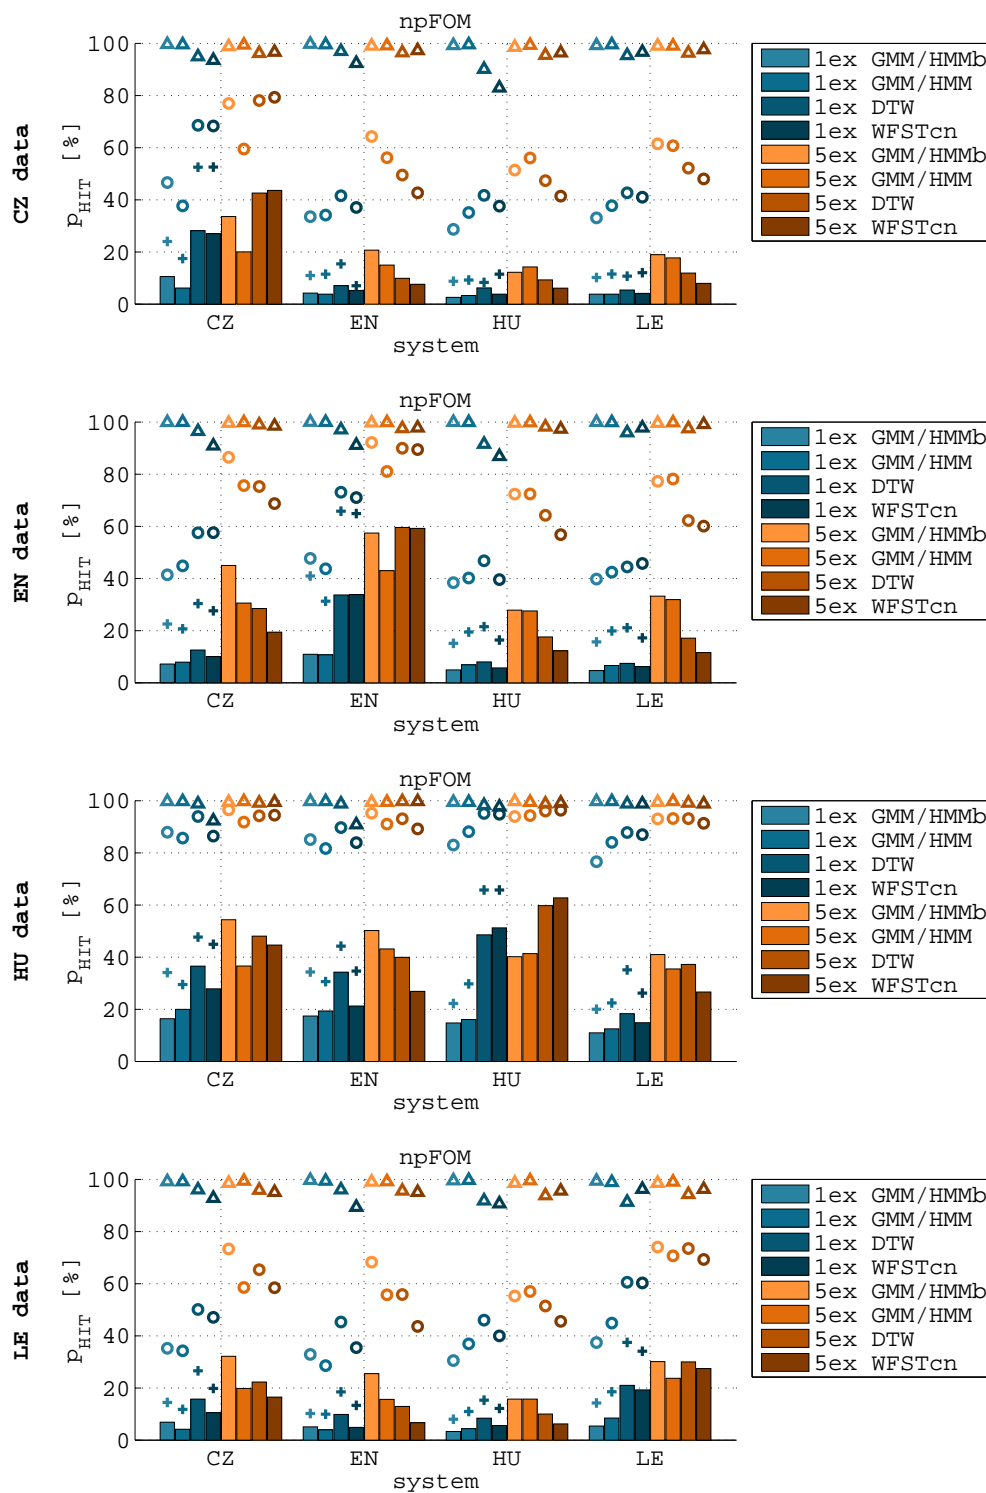 npFOM
100
80
60
40
20
0
CZ data
p_HIT [%]
CZ EN HU LE
system
1ex GMM/HMMb
1ex GMM/HMM
1ex DTW
1ex WFSTcn
5ex GMM/HMMb
5ex GMM/HMM
5ex DTW
5ex WFSTcn
npFOM
100
80
60
40
20
0
EN data
p_HIT [%]
CZ EN HU LE
system
1ex GMM/HMMb
1ex GMM/HMM
1ex DTW
1ex WFSTcn
5ex GMM/HMMb
5ex GMM/HMM
5ex DTW
5ex WFSTcn
npFOM
100
80
60
40
20
0
HU data
p_HIT [%]
CZ EN HU LE
system
1ex GMM/HMMb
1ex GMM/HMM
1ex DTW
1ex WFSTcn
5ex GMM/HMMb
5ex GMM/HMM
5ex DTW
5ex WFSTcn
npFOM
100
80
60
40
20
0
LE data
p_HIT [%]
CZ EN HU LE
system
1ex GMM/HMMb
1ex GMM/HMM
1ex DTW
1ex WFSTcn
5ex GMM/HMMb
5ex GMM/HMM
5ex DTW
5ex WFSTcn